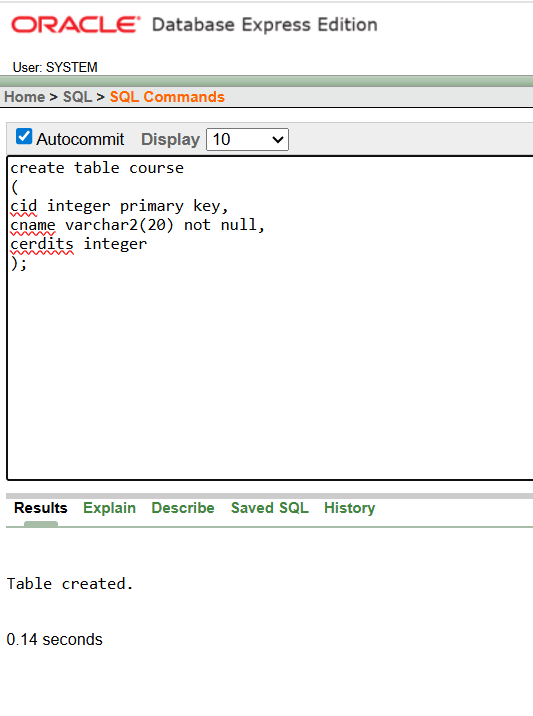 ORACLE® Database Express Edition
User: SYSTEM
Home > SQL > SQL Commands
Autocommit Display 10
create table course
(
cid integer primary key,
cname varchar2(20) not null,
cerdits integer
);
Results Explain Describe Saved SQL History
Table created.
0.14 seconds